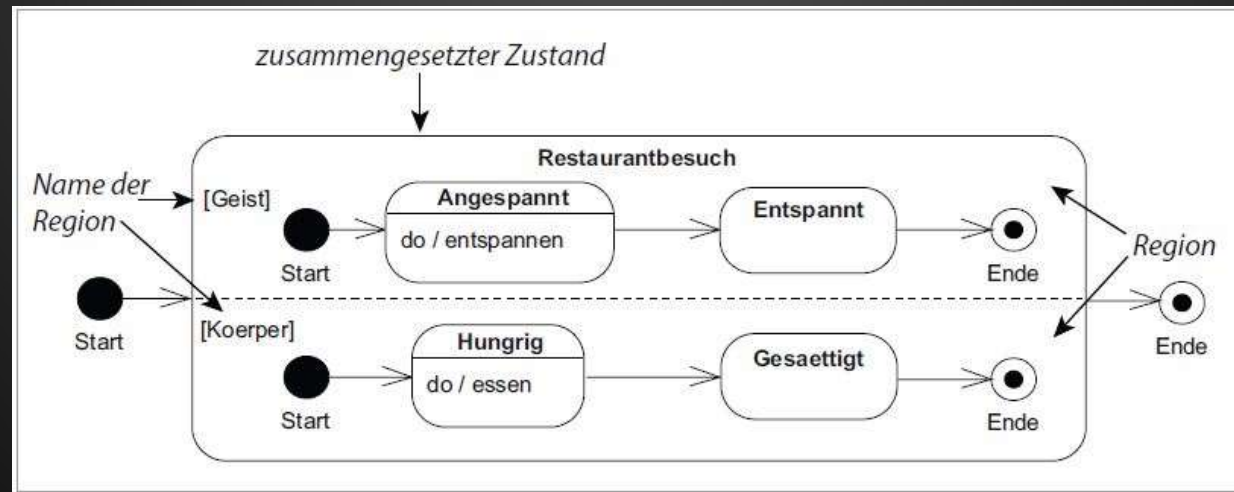 zusammengesetzter Zustand
Restaurantbesuch
Name der
Region
[Geist]
Angespannt
do / entspannen
Entspannt
Start
Ende
Region
Start
[Koerper]
Hungrig
do / essen
Gesaettigt
Start
Ende
Ende